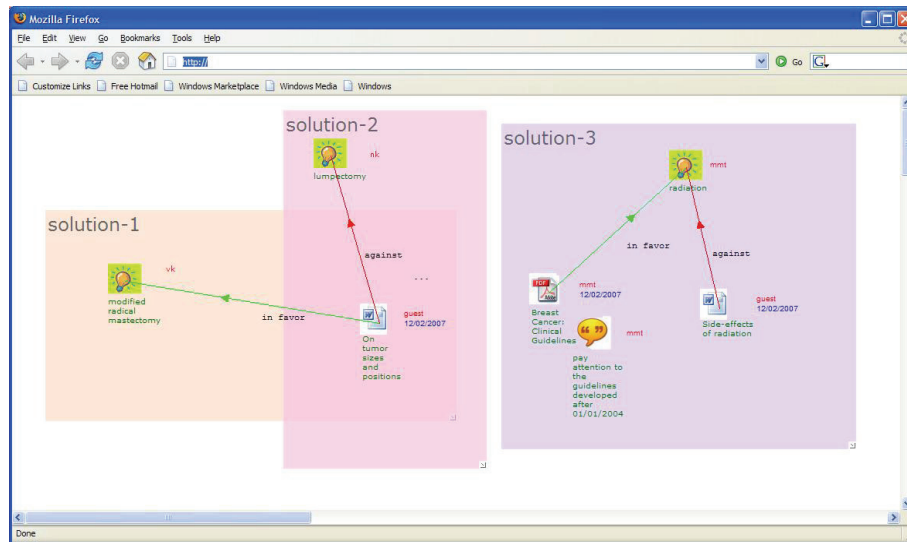 Mozilla Firefox
File Edit View Go Bookmarks Tools Help
http://
Go
G
Customize Links Free Hotmail Windows Marketplace Windows Media Windows
solution-2
nk
lumpectomy
solution-3
mmt
radiation
solution-1
vk
modified
radical
mastectomy
against
...
in favor
guest
12/02/2007
On
tumor
sizes
and
positions
in favor
against
PDF
mmt
12/02/2007
Breast
Cancer:
Clinical
Guidelines
mmt
pay
attention to
the
guidelines
developed
after
01/01/2004
W
guest
Side-effects
of radiation
Done